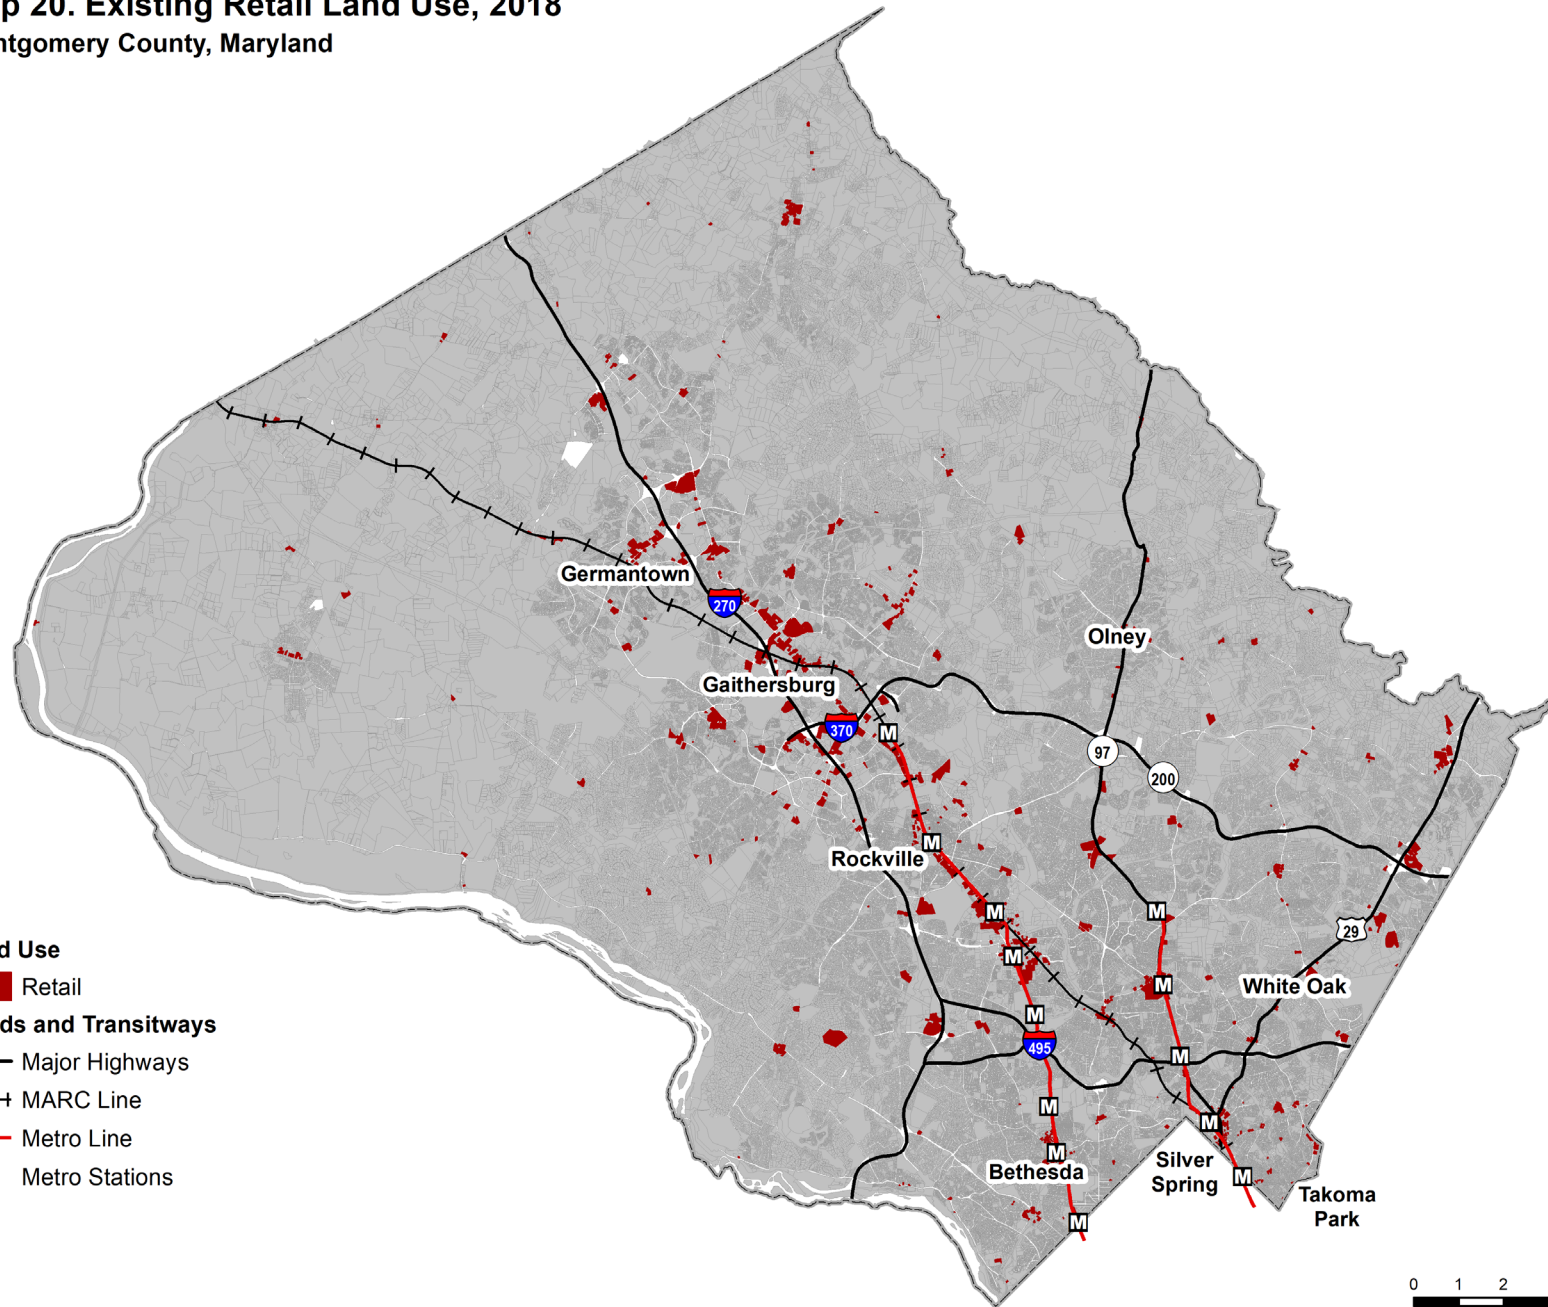 p 20. Existing Retail Land Use, 2018
ntgomery County, Maryland
Germantown
270
Olney
Gaithersburg
370
M
97
200
M
Rockville
M
M
29
M
M
White Oak
M
495
M
M
M
M
Bethesda
Silver
Spring
M
Takoma
Park
M
d Use
Retail
ds and Transitways
Major Highways
MARC Line
Metro Line
Metro Stations
0 1 2